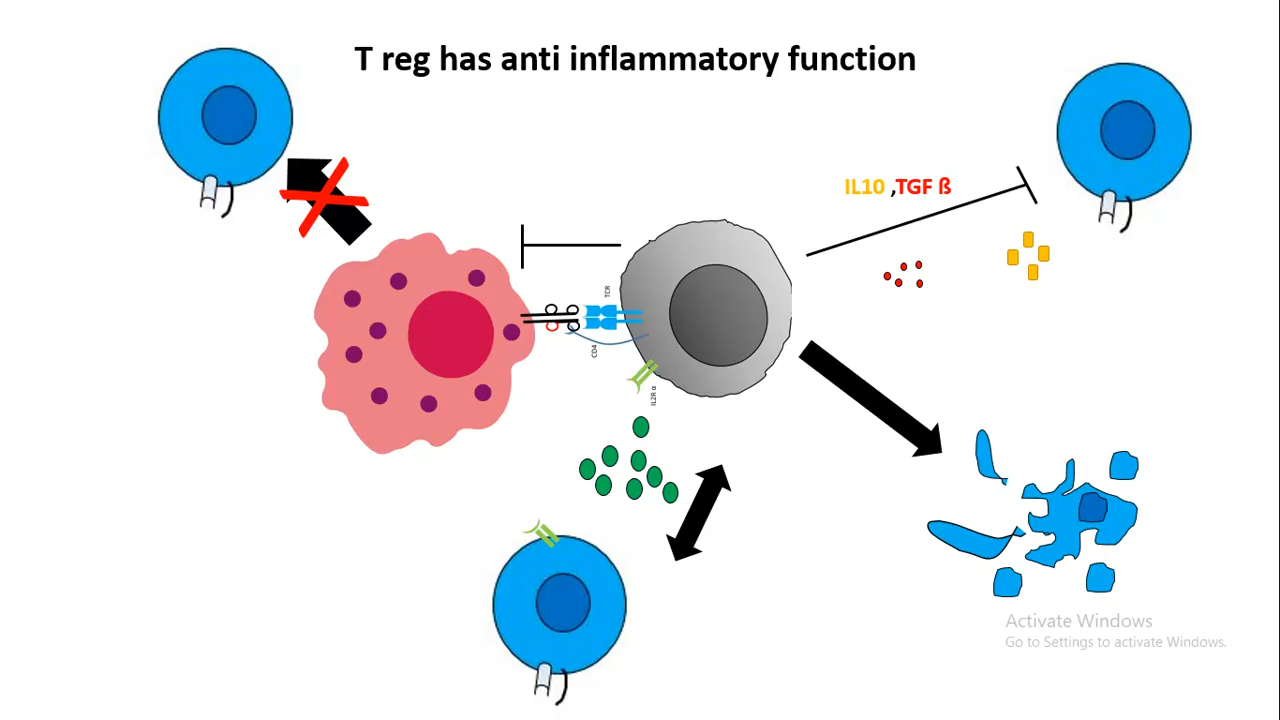 T reg has anti inflammatory function
IL10 ,TGF ß
TCR
CD4
IL2R α
Activate Windows
Go to Settings to activate Windows.